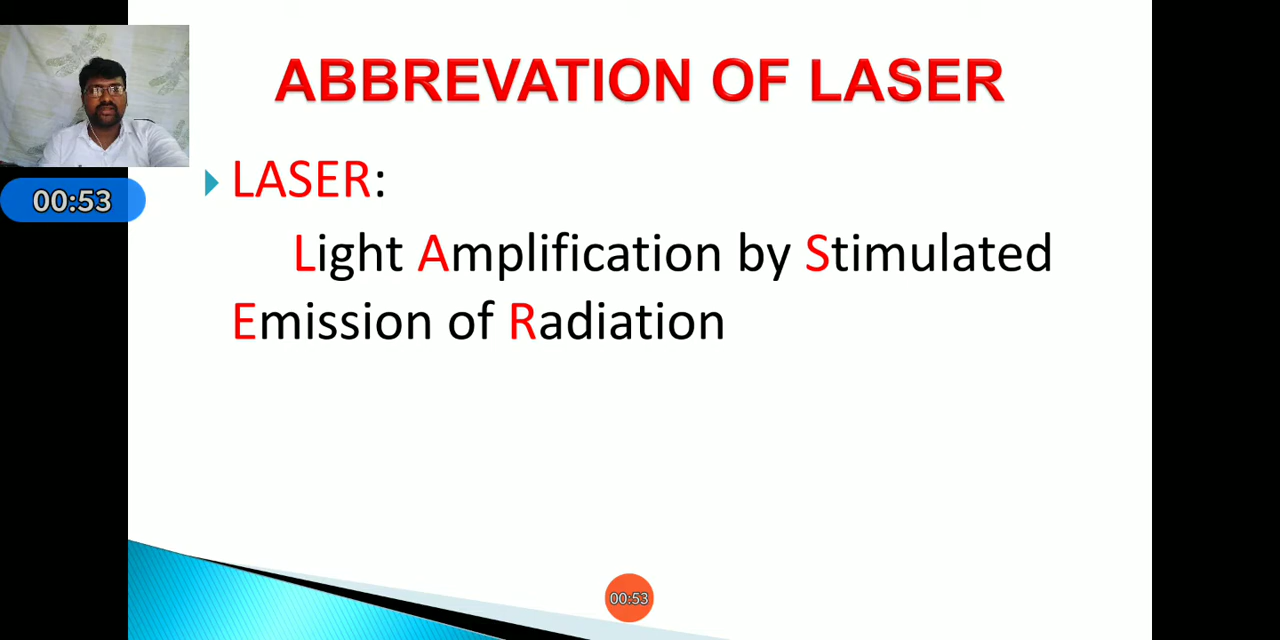 ABBREVATION OF LASER
00:53
LASER:
Light Amplification by Stimulated
Emission of Radiation
00:53